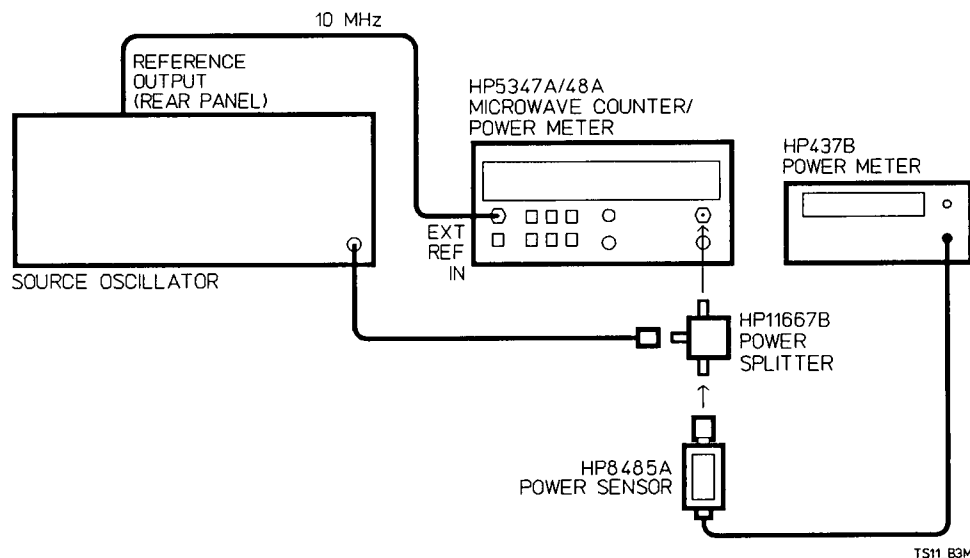 10 MHz
REFERENCE
OUTPUT
(REAR PANEL)
HP5347A/48A
MICROWAVE COUNTER/
POWER METER
HP437B
POWER METER
EXT
REF
IN
SOURCE OSCILLATOR
HP11667B
POWER
SPLITTER
HP8485A
POWER SENSOR
TS11 B3M